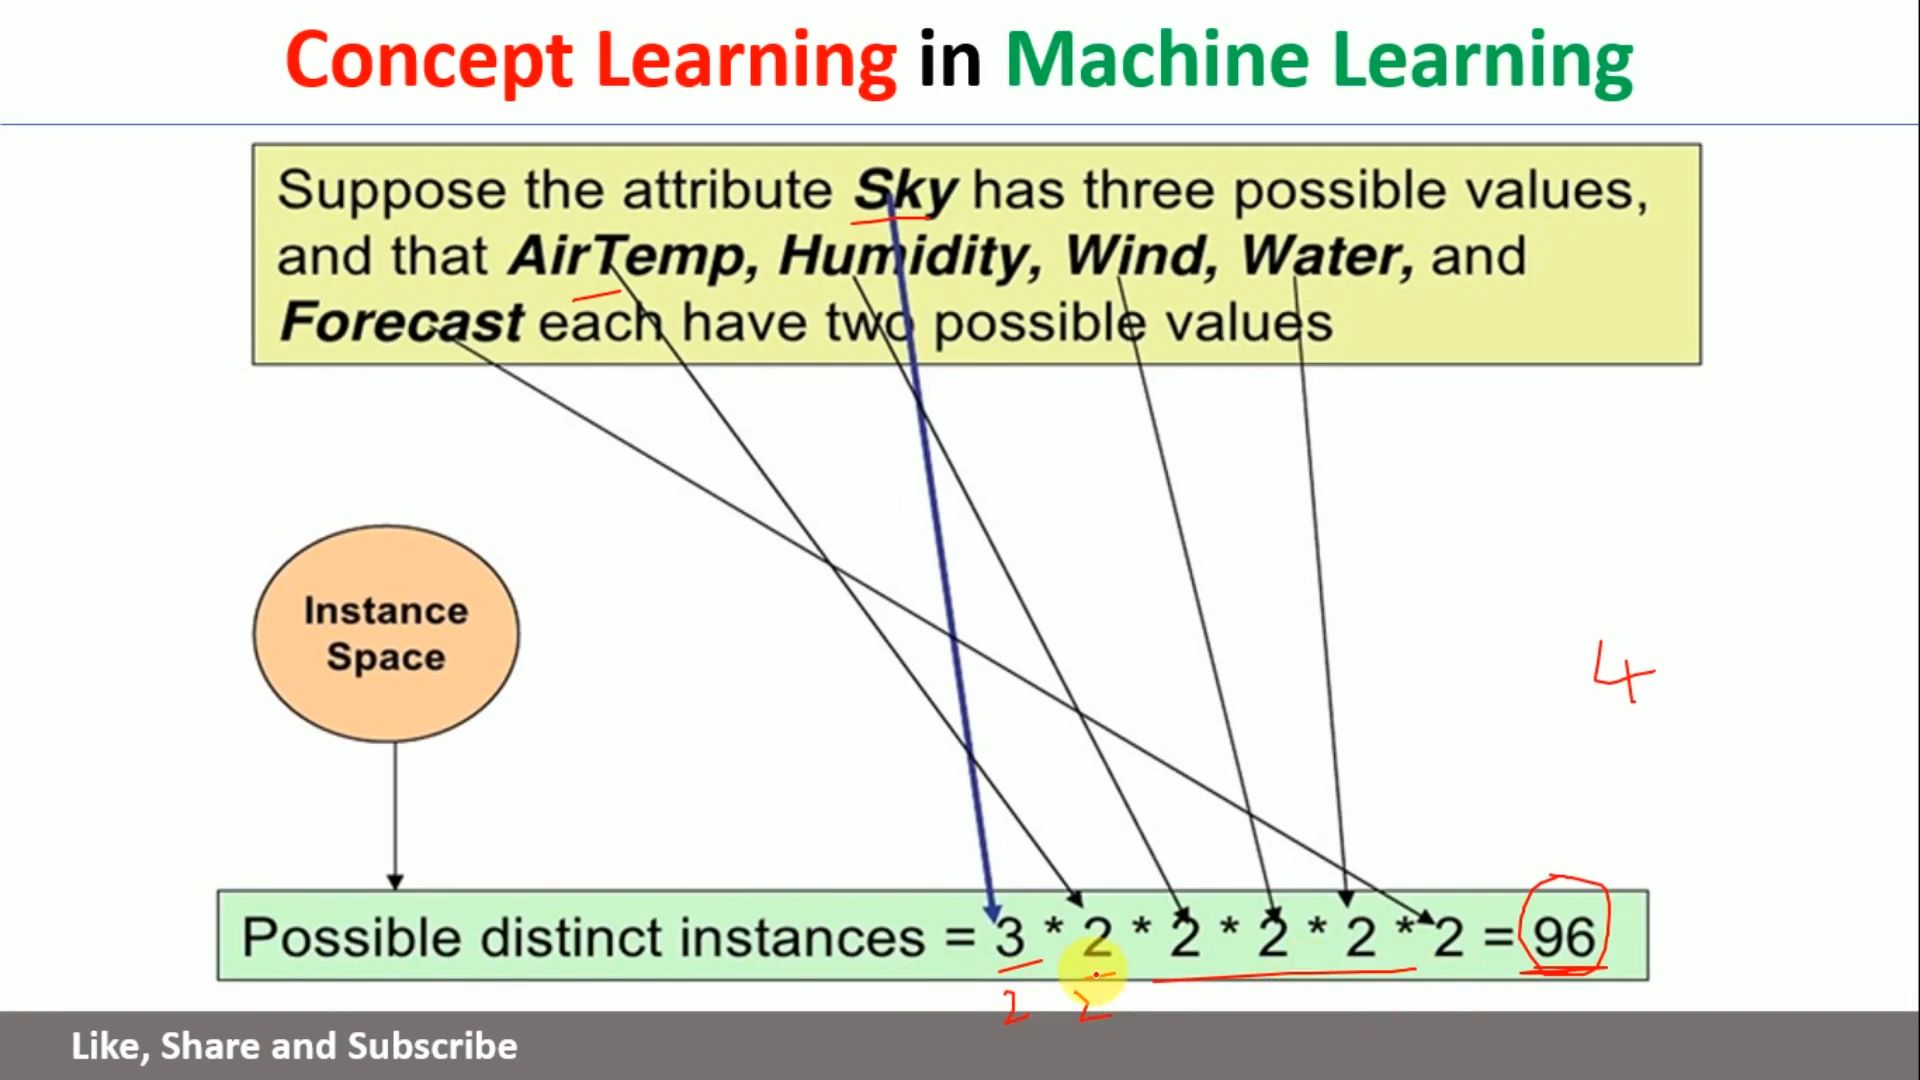 Concept Learning in Machine Learning
Suppose the attribute Sky has three possible values,
and that AirTemp, Humidity, Wind, Water, and
Forecast each have two possible values
Instance
Space
4
Possible distinct instances = 3 * 2 * 2 * 2 * 2 * 2 = 96
2 2
Like, Share and Subscribe